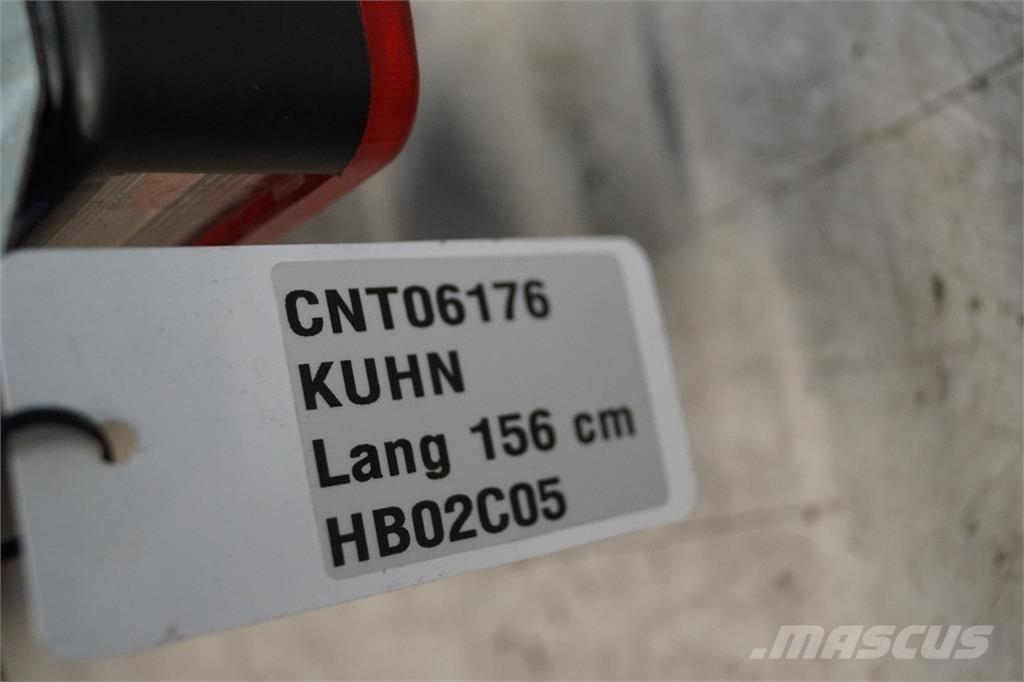 CNT06176
KUHN
Lang 156 cm
HB02C05
.MASCUS